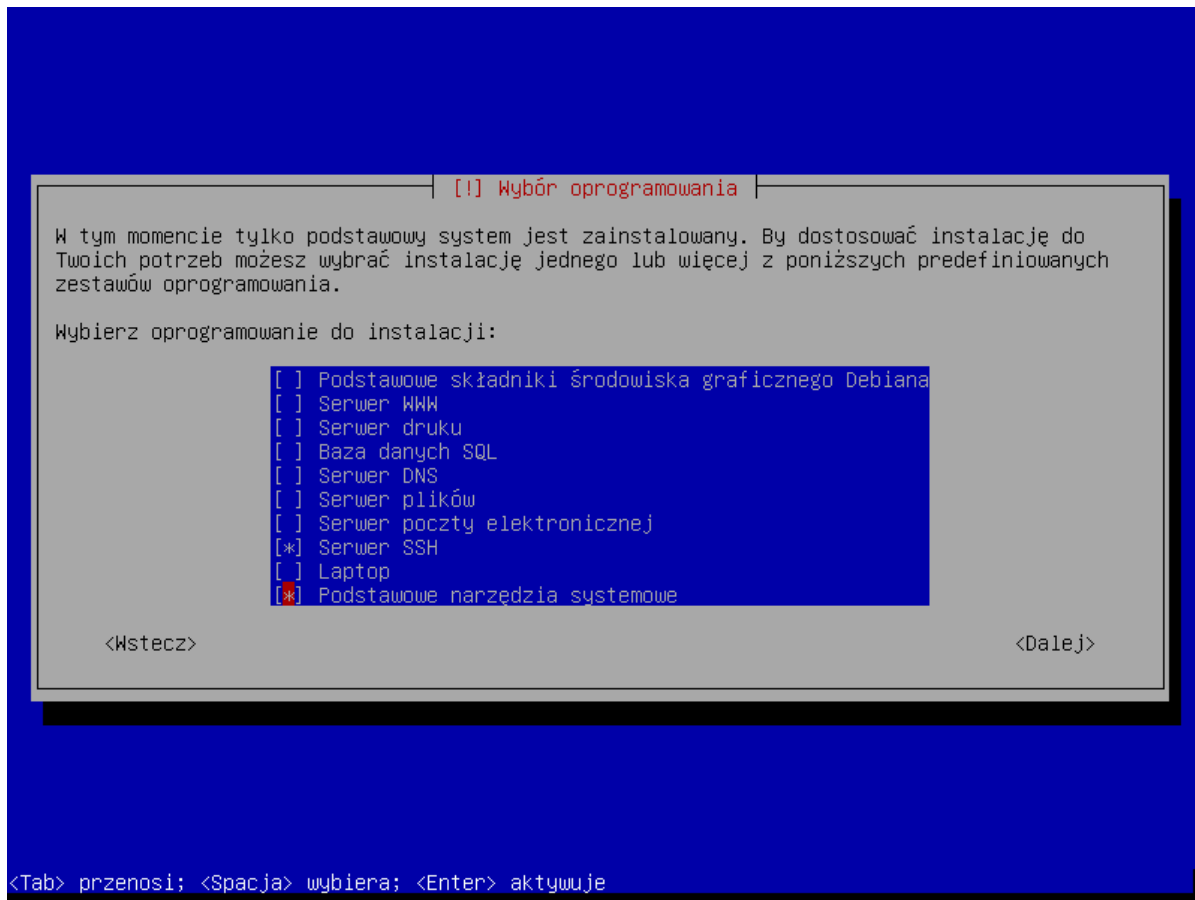 [!] Wybór oprogramowania
W tym momencie tylko podstawowy system jest zainstalowany. By dostosować instalację do
Twoich potrzeb możesz wybrać instalację jednego lub więcej z poniższych predefiniowanych
zestawów oprogramowania.
Wybierz oprogramowanie do instalacji:
[ ] Podstawowe składniki środowiska graficznego Debiana
[ ] Serwer WWW
[ ] Serwer druku
[ ] Baza danych SQL
[ ] Serwer DNS
[ ] Serwer plików
[ ] Serwer poczty elektronicznej
[*] Serwer SSH
[ ] Laptop
[*] Podstawowe narzędzia systemowe
<Wstecz> <Dalej>
<Tab> przenosi; <Spacja> wybiera; <Enter> aktywuje